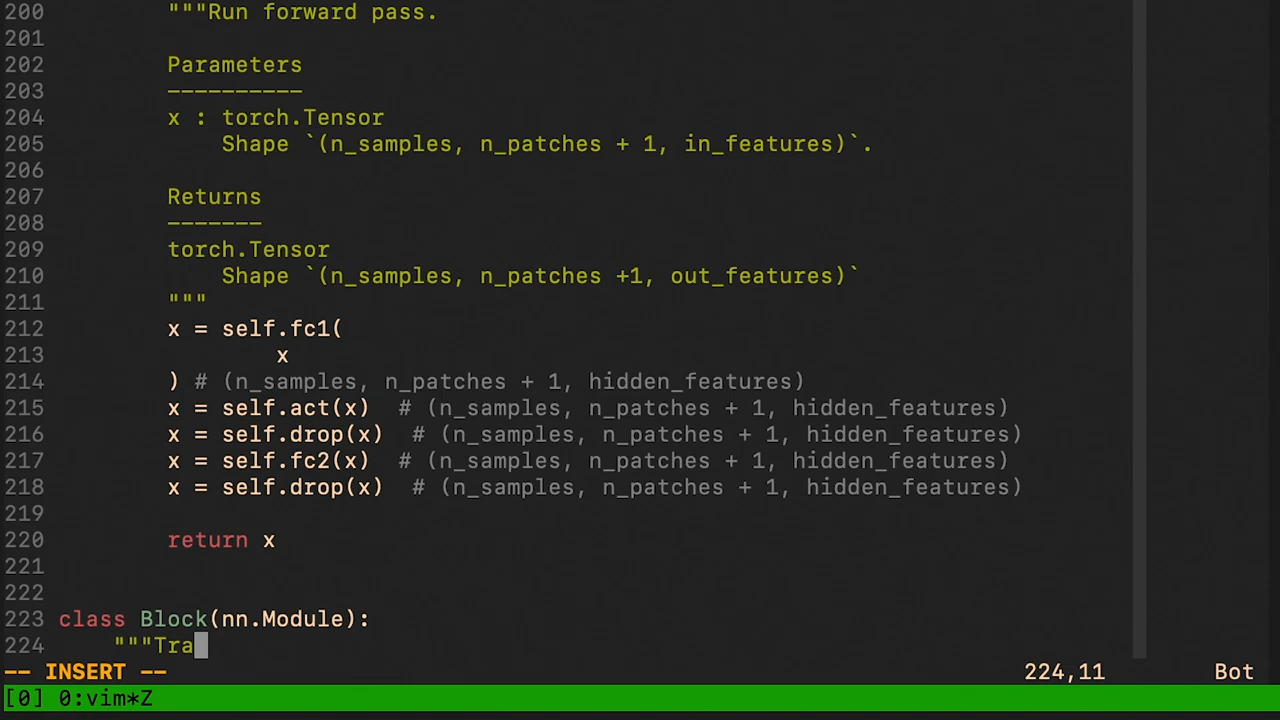 200 """Run forward pass.
201
202 Parameters
203 ----------
204 x : torch.Tensor
205 Shape `(n_samples, n_patches + 1, in_features)`.
206
207 Returns
208 -------
209 torch.Tensor
210 Shape `(n_samples, n_patches +1, out_features)`
211 """
212 x = self.fc1(
213 x
214 ) # (n_samples, n_patches + 1, hidden_features)
215 x = self.act(x)  # (n_samples, n_patches + 1, hidden_features)
216 x = self.drop(x)  # (n_samples, n_patches + 1, hidden_features)
217 x = self.fc2(x)  # (n_samples, n_patches + 1, hidden_features)
218 x = self.drop(x)  # (n_samples, n_patches + 1, hidden_features)
219
220 return x
221
222
223 class Block(nn.Module):
224 """Tra
-- INSERT -- 224,11 Bot
[0] 0:vim*Z